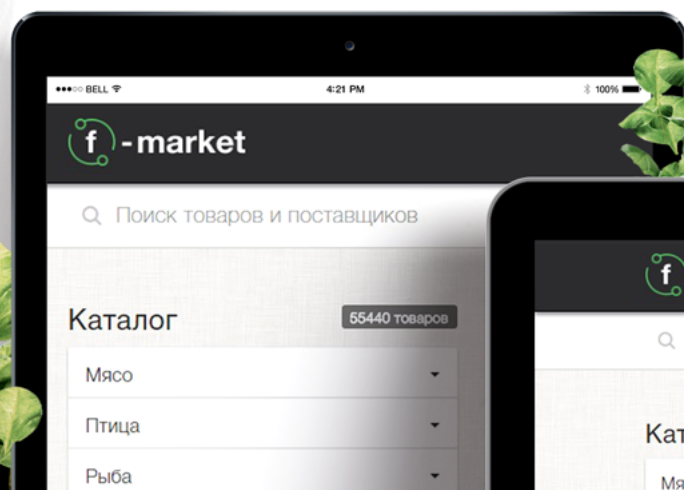 BELL 4:21 PM 100%
f-market
Поиск товаров и поставщиков
Каталог 55440 товаров
Мясо
Птица
Рыба
f
Кат
Мя